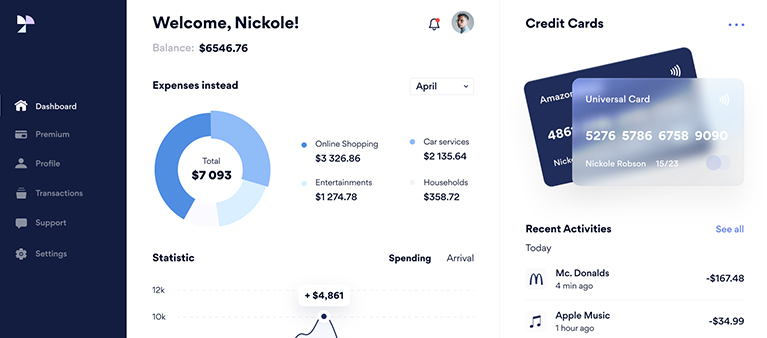 Dashboard
Premium
Profile
Transactions
Support
Settings
Welcome, Nickole!
Balance: $6546.76
Expenses instead
April
Total
$7 093
Online Shopping
$3 326.86
Car services
$2 135.64
Entertainments
$1 274.78
Households
$358.72
Statistic
Spending
Arrival
12k
10k
+ $4,861
Credit Cards
Amazon
486
Nick
Universal Card
5276 5786 6758 9090
Nickole Robson 15/23
Recent Activities
See all
Today
Mc. Donalds
4 min ago
-$167.48
Apple Music
1 hour ago
-$34.99